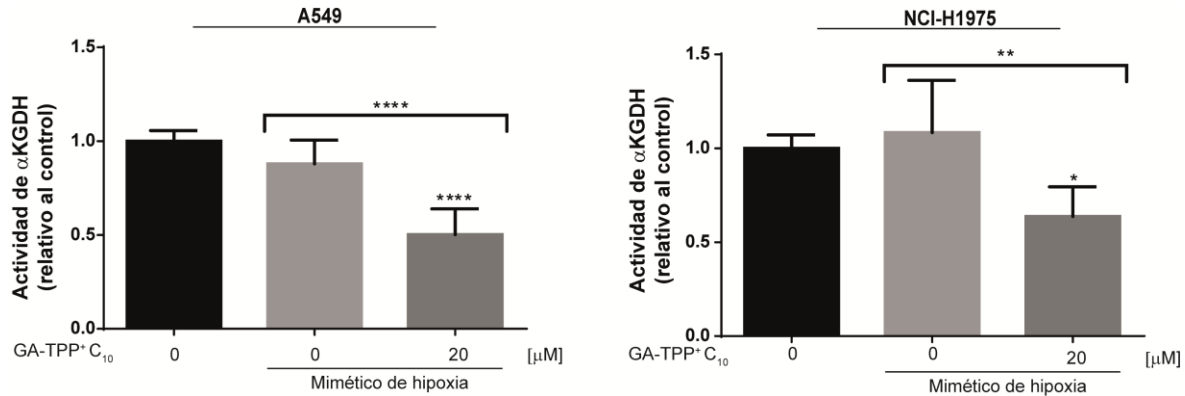 A549
Actividad de αKGDH
(relativo al control)
1.5
1.0
0.5
0.0
****
****
GA-TPP⁺ C₁₀
0
0
20
[μM]
Mimético de hipoxia
NCI-H1975
Actividad de αKGDH
(relativo al control)
1.5
1.0
0.5
0.0
**
*
GA-TPP⁺ C₁₀
0
0
20
[μM]
Mimético de hipoxia